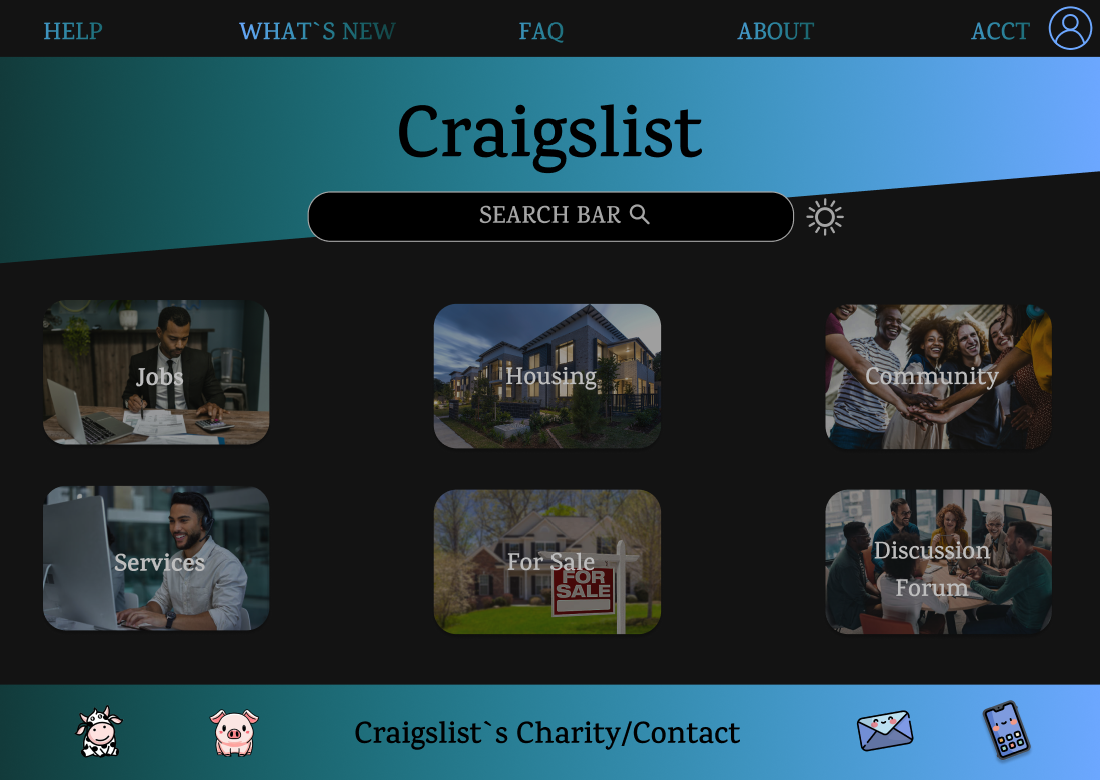 HELP WHAT`S NEW FAQ ABOUT ACCT
Craigslist
SEARCH BAR
Jobs
Housing
Community
Services
For Sale
FOR
SALE
Discussion
Forum
Craigslist`s Charity/Contact